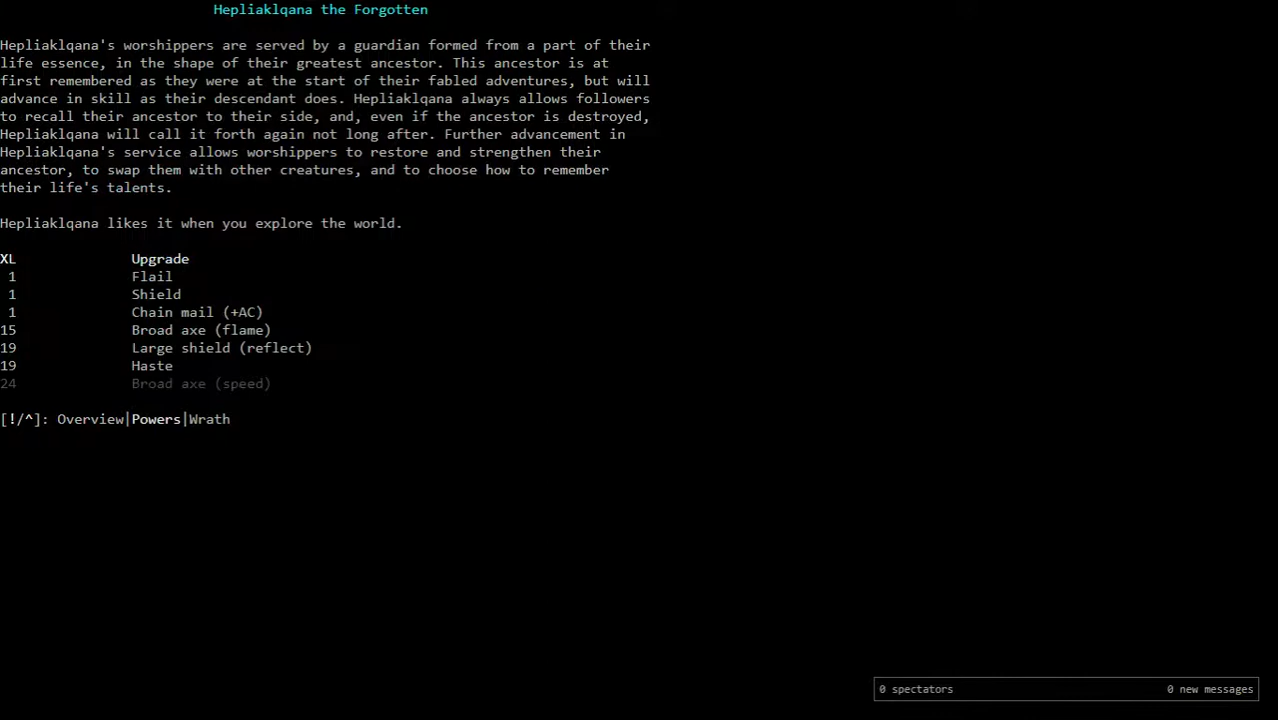 Hepliaklqana the Forgotten
Hepliaklqana's worshippers are served by a guardian formed from a part of their
life essence, in the shape of their greatest ancestor. This ancestor is at
first remembered as they were at the start of their fabled adventures, but will
advance in skill as their descendant does. Hepliaklqana always allows followers
to recall their ancestor to their side, and, even if the ancestor is destroyed,
Hepliaklqana will call it forth again not long after. Further advancement in
Hepliaklqana's service allows worshippers to restore and strengthen their
ancestor, to swap them with other creatures, and to choose how to remember
their life's talents.
Hepliaklqana likes it when you explore the world.
XL Upgrade
1 Flail
1 Shield
1 Chain mail (+AC)
15 Broad axe (flame)
19 Large shield (reflect)
19 Haste
24 Broad axe (speed)
[!/^]: Overview|Powers|Wrath
0 spectators 0 new messages